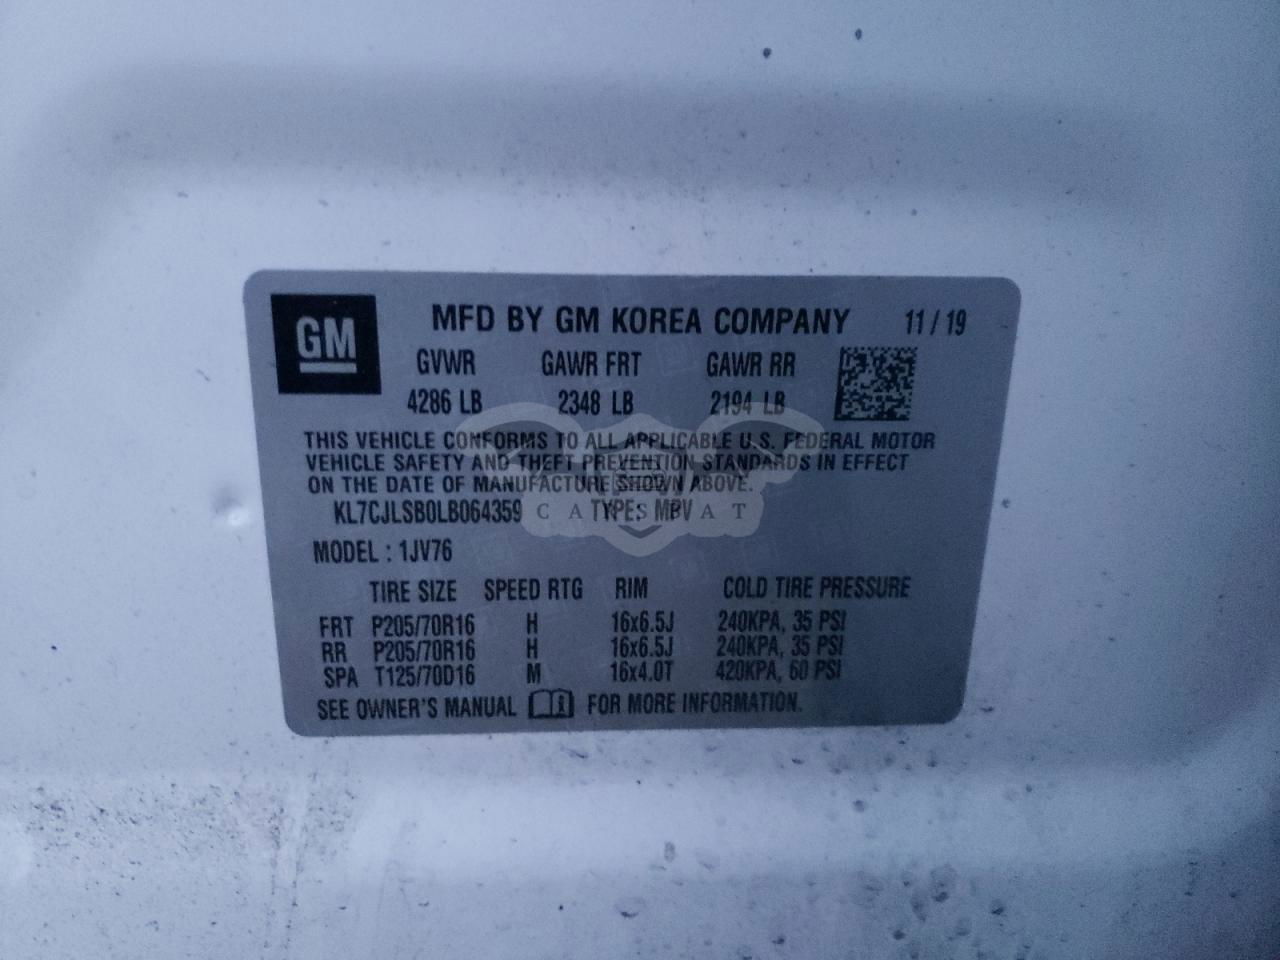 GM
MFD BY GM KOREA COMPANY 11 / 19
GVWR GAWR FRT GAWR RR
4286 LB 2348 LB 2194 LB
THIS VEHICLE CONFORMS TO ALL APPLICABLE U.S. FEDERAL MOTOR
VEHICLE SAFETY AND THEFT PREVENTION STANDARDS IN EFFECT
ON THE DATE OF MANUFACTURE SHOWN ABOVE.
KL7CJLSB0LB064359 TYPE: MPV
CARSBAT
MODEL : 1JV76
TIRE SIZE SPEED RTG RIM COLD TIRE PRESSURE
FRT P205/70R16 H 16x6.5J 240KPA, 35 PSI
RR P205/70R16 H 16x6.5J 240KPA, 35 PSI
SPA T125/70D16 M 16x4.0T 420KPA, 60 PSI
SEE OWNER'S MANUAL FOR MORE INFORMATION.